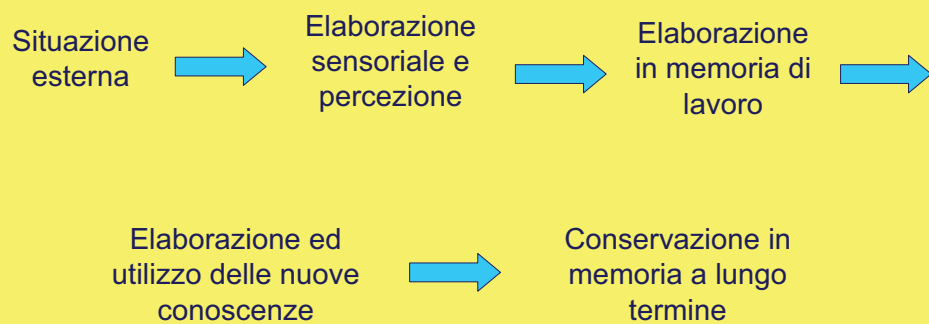 Situazione
esterna
Elaborazione
sensoriale e
percezione
Elaborazione
in memoria di
lavoro
Elaborazione ed
utilizzo delle nuove
conoscenze
Conservazione in
memoria a lungo
termine